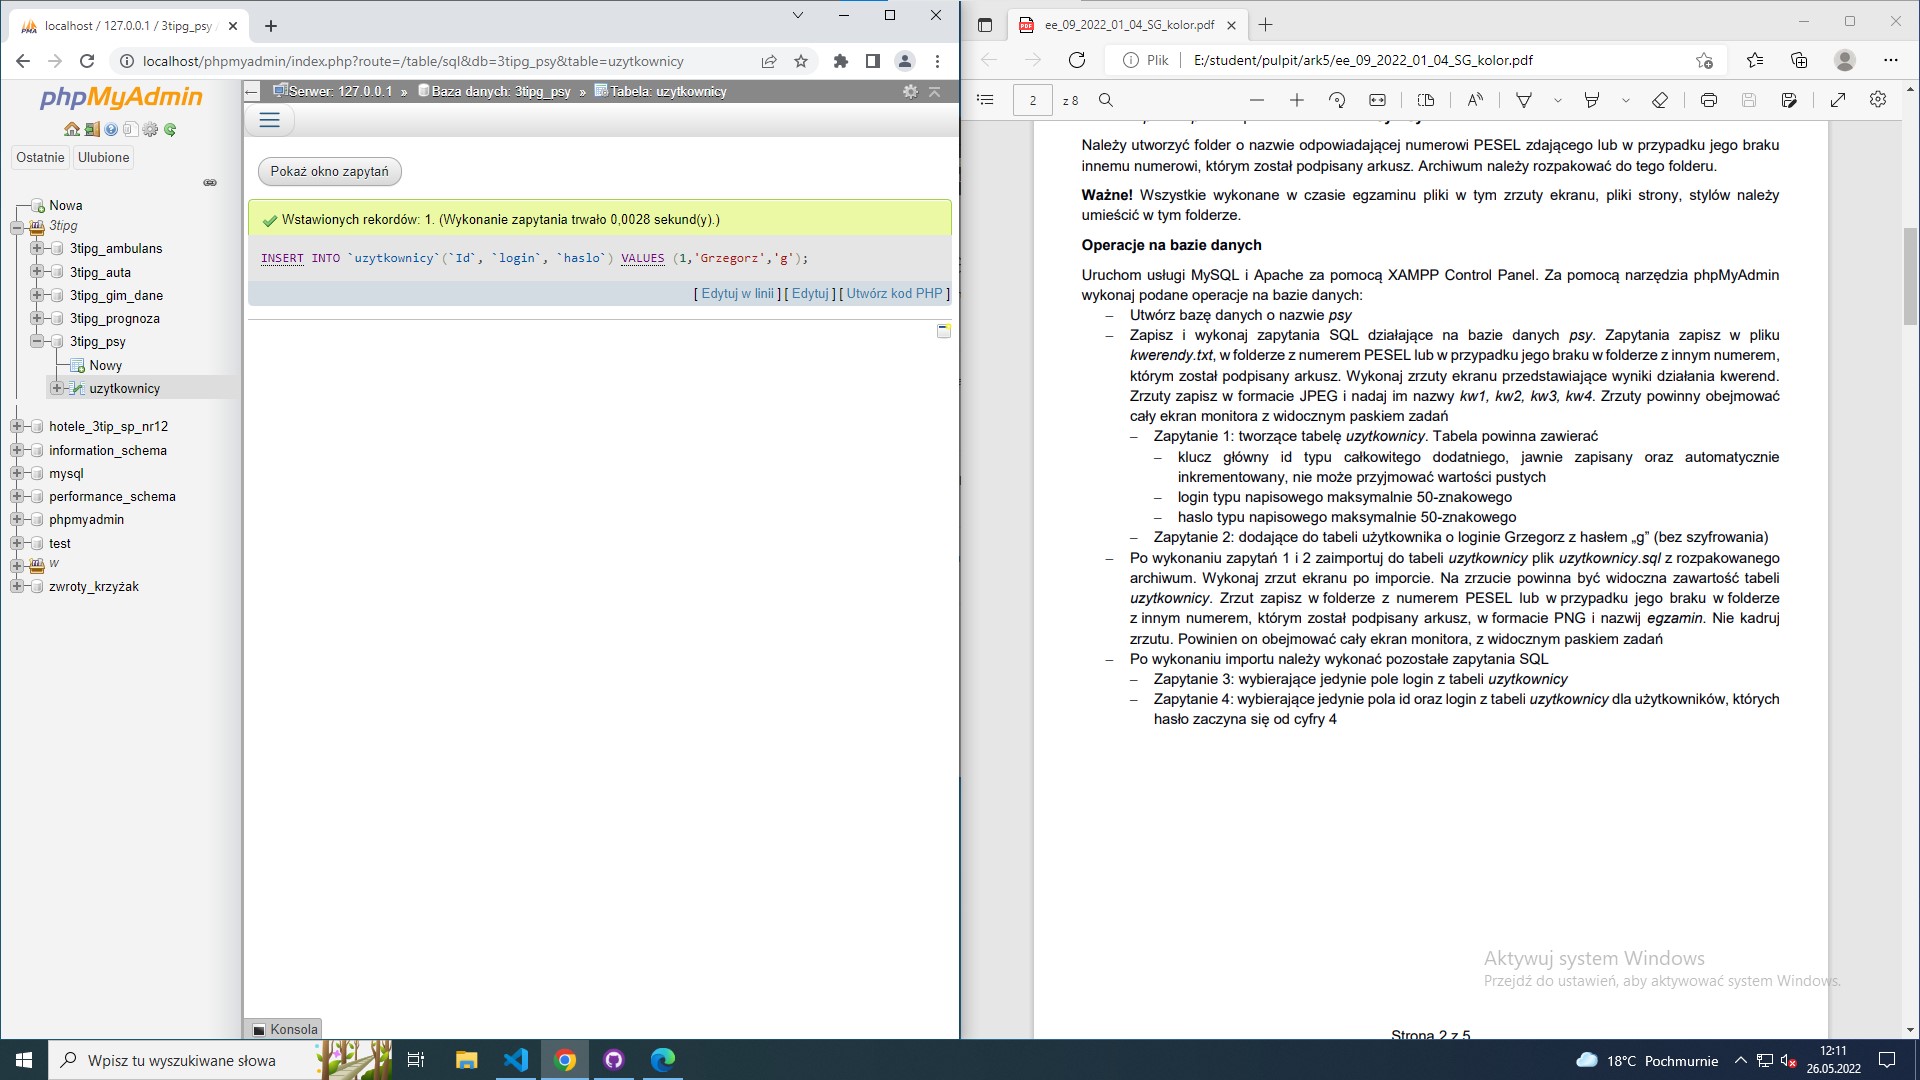 localhost / 127.0.0.1 / 3tipg_psy
localhost/phpmyadmin/index.php?route=/table/sql&db=3tipg_psy&table=uzytkownicy
phpMyAdmin
Ostatnie
Ulubione
Nowa
3tipg
3tipg_ambulans
3tipg_auta
3tipg_gim_dane
3tipg_prognoza
3tipg_psy
Nowy
uzytkownicy
hotele_3tip_sp_nr12
information_schema
mysql
performance_schema
phpmyadmin
test
w
zwroty_krzyżak
Serwer: 127.0.0.1 » Baza danych: 3tipg_psy » Tabela: uzytkownicy
Pokaż okno zapytań
Wstawionych rekordów: 1. (Wykonanie zapytania trwało 0,0028 sekund(y).)
INSERT INTO `uzytkownicy`(`Id`, `login`, `haslo`) VALUES (1,'Grzegorz','g');
[ Edytuj w linii ] [ Edytuj ] [ Utwórz kod PHP ]
Konsola
ee_09_2022_01_04_SG_kolor.pdf
Plik
E:/student/pulpit/ark5/ee_09_2022_01_04_SG_kolor.pdf
2 z 8
Należy utworzyć folder o nazwie odpowiadającej numerowi PESEL zdającego lub w przypadku jego braku
innemu numerowi, którym został podpisany arkusz. Archiwum należy rozpakować do tego folderu.
Ważne! Wszystkie wykonane w czasie egzaminu pliki w tym zrzuty ekranu, pliki strony, stylów należy
umieścić w tym folderze.
Operacje na bazie danych
Uruchom usługi MySQL i Apache za pomocą XAMPP Control Panel. Za pomocą narzędzia phpMyAdmin
wykonaj podane operacje na bazie danych:
– Utwórz bazę danych o nazwie psy
– Zapisz i wykonaj zapytania SQL działające na bazie danych psy. Zapytania zapisz w pliku
kwerendy.txt, w folderze z numerem PESEL lub w przypadku jego braku w folderze z innym numerem,
którym został podpisany arkusz. Wykonaj zrzuty ekranu przedstawiające wyniki działania kwerend.
Zrzuty zapisz w formacie JPEG i nadaj im nazwy kw1, kw2, kw3, kw4. Zrzuty powinny obejmować
cały ekran monitora z widocznym paskiem zadań
– Zapytanie 1: tworzące tabelę uzytkownicy. Tabela powinna zawierać
– klucz główny id typu całkowitego dodatniego, jawnie zapisany oraz automatycznie
inkrementowany, nie może przyjmować wartości pustych
– login typu napisowego maksymalnie 50-znakowego
– haslo typu napisowego maksymalnie 50-znakowego
– Zapytanie 2: dodające do tabeli użytkownika o loginie Grzegorz z hasłem „g” (bez szyfrowania)
– Po wykonaniu zapytań 1 i 2 zaimportuj do tabeli uzytkownicy plik uzytkownicy.sql z rozpakowanego
archiwum. Wykonaj zrzut ekranu po imporcie. Na zrzucie powinna być widoczna zawartość tabeli
uzytkownicy. Zrzut zapisz w folderze z numerem PESEL lub w przypadku jego braku w folderze
z innym numerem, którym został podpisany arkusz, w formacie PNG i nazwij egzamin. Nie kadruj
zrzutu. Powinien on obejmować cały ekran monitora, z widocznym paskiem zadań
– Po wykonaniu importu należy wykonać pozostałe zapytania SQL
– Zapytanie 3: wybierające jedynie pole login z tabeli uzytkownicy
– Zapytanie 4: wybierające jedynie pola id oraz login z tabeli uzytkownicy dla użytkowników, których
hasło zaczyna się od cyfry 4
Aktywuj system Windows
Przejdź do ustawień, aby aktywować system Windows.
Strona 2 z 5
Wpisz tu wyszukiwane słowa
18°C Pochmurnie
12:11
26.05.2022